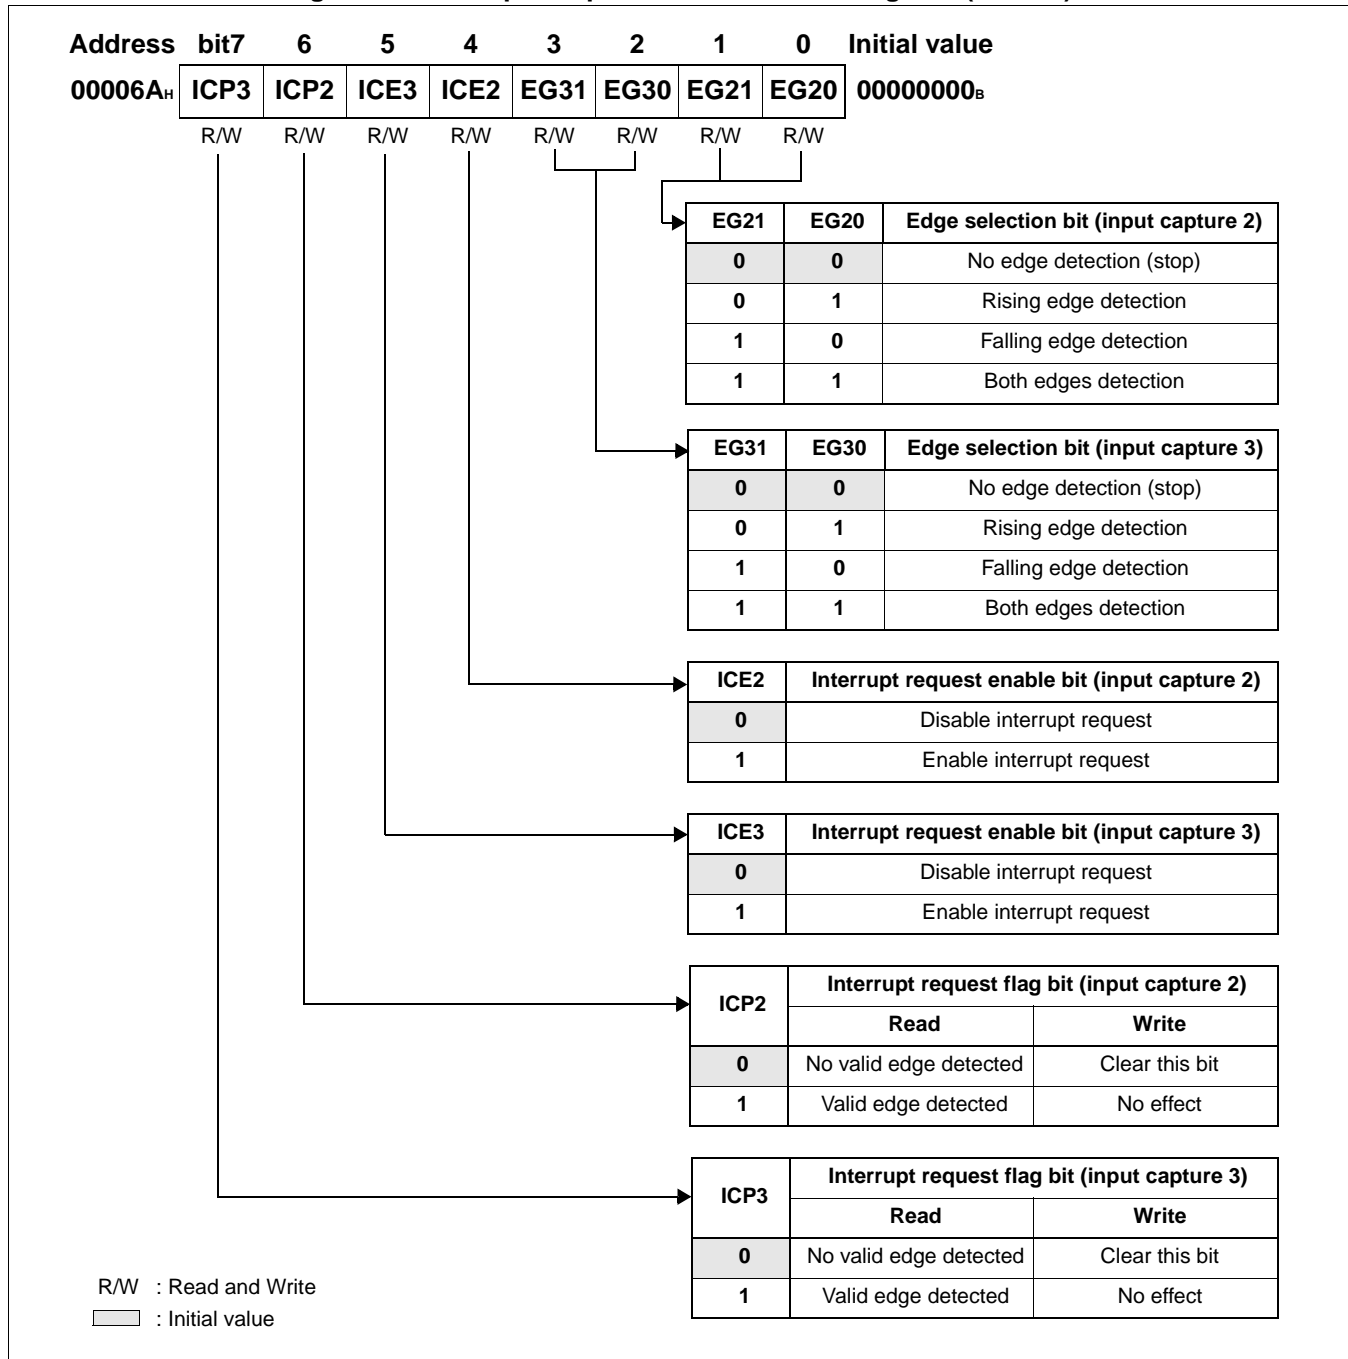 Address bit7 6 5 4 3 2 1 0 Initial value
00006AH ICP3 ICP2 ICE3 ICE2 EG31 EG30 EG21 EG20 00000000B
R/W R/W R/W R/W R/W R/W R/W R/W
EG21 EG20 Edge selection bit (input capture 2)
0 0 No edge detection (stop)
0 1 Rising edge detection
1 0 Falling edge detection
1 1 Both edges detection
EG31 EG30 Edge selection bit (input capture 3)
0 0 No edge detection (stop)
0 1 Rising edge detection
1 0 Falling edge detection
1 1 Both edges detection
ICE2 Interrupt request enable bit (input capture 2)
0 Disable interrupt request
1 Enable interrupt request
ICE3 Interrupt request enable bit (input capture 3)
0 Disable interrupt request
1 Enable interrupt request
ICP2 Interrupt request flag bit (input capture 2)
Read Write
0 No valid edge detected Clear this bit
1 Valid edge detected No effect
ICP3 Interrupt request flag bit (input capture 3)
Read Write
0 No valid edge detected Clear this bit
1 Valid edge detected No effect
R/W : Read and Write
: Initial value